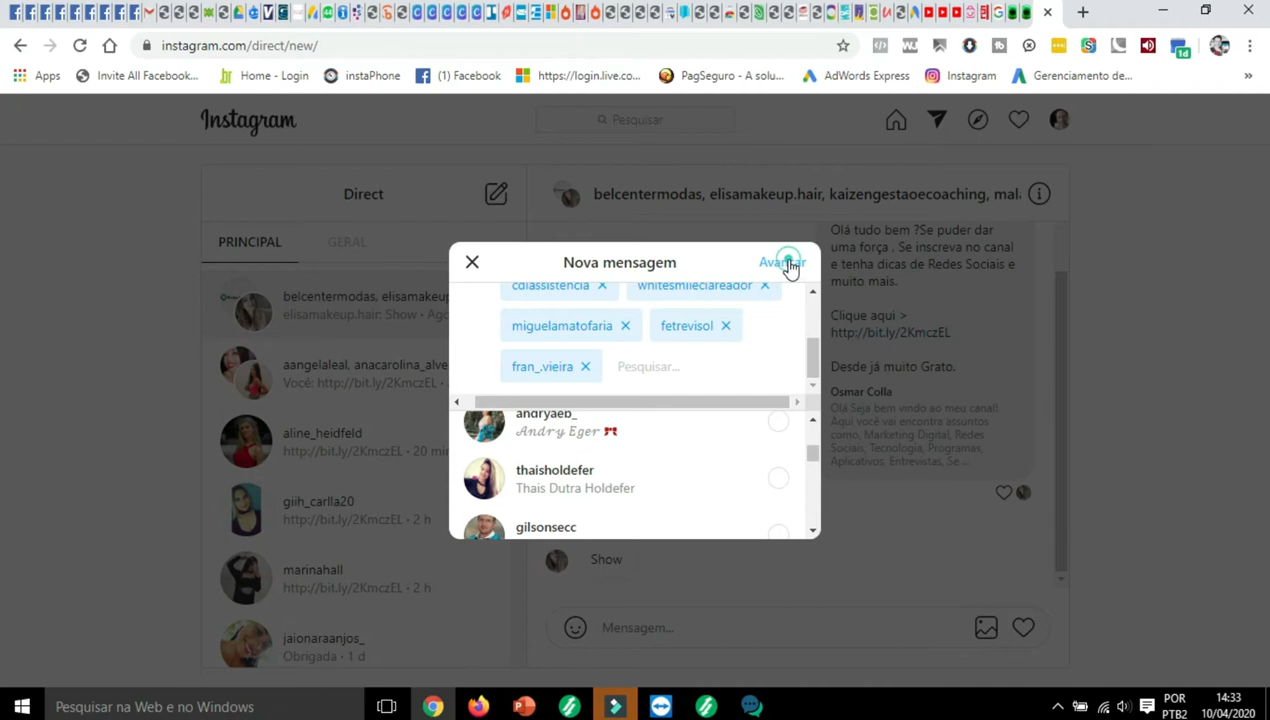 instagram.com/direct/new/
1d
Apps
Invite All Facebook...
Home - Login
instaPhone
(1) Facebook
https://login.live.co...
PagSeguro - A solu...
AdWords Express
Instagram
Gerenciamento de...
»
Instagram
Pesquisar
Direct
PRINCIPAL
GERAL
belcentermodas, elisamakeup
elisamakeup.hair: Show • Ago
aangelaleal, anacarolina_alve
Você: http://bit.ly/2KmczEL • 2
aline_heidfeld
http://bit.ly/2KmczEL • 20 min
giih_carlla20
http://bit.ly/2KmczEL • 2 h
marinahall
http://bit.ly/2KmczEL • 2 h
jaionaraanjos_
Obrigada • 1 d
Nova mensagem
Avançar
cdlassistencia
whitesmileclareador
miguelamatofaria
fetrevisol
fran_.vieira
Pesquisar...
andryaeb_
𝒜𝓃𝒹𝓇𝓎 𝐸𝑔𝑒𝓇
thaisholdefer
Thais Dutra Holdefer
gilsonsecc
belcentermodas, elisamakeup.hair, kaizengestaoecoaching, mal
Olá tudo bem ?Se puder dar
uma força . Se inscreva no canal
e tenha dicas de Redes Sociais e
muito mais.
Clique aqui >
http://bit.ly/2KmczEL
Desde já muito Grato.
Osmar Colla
Olá Seja bem vindo ao meu canal!
Aqui você vai encontra assuntos
como, Marketing Digital, Redes
Sociais, Tecnologia, Programas,
Aplicativos, Entrevistas, Se ...
Show
Mensagem...
Pesquisar na Web e no Windows
POR
PTB2
14:33
10/04/2020